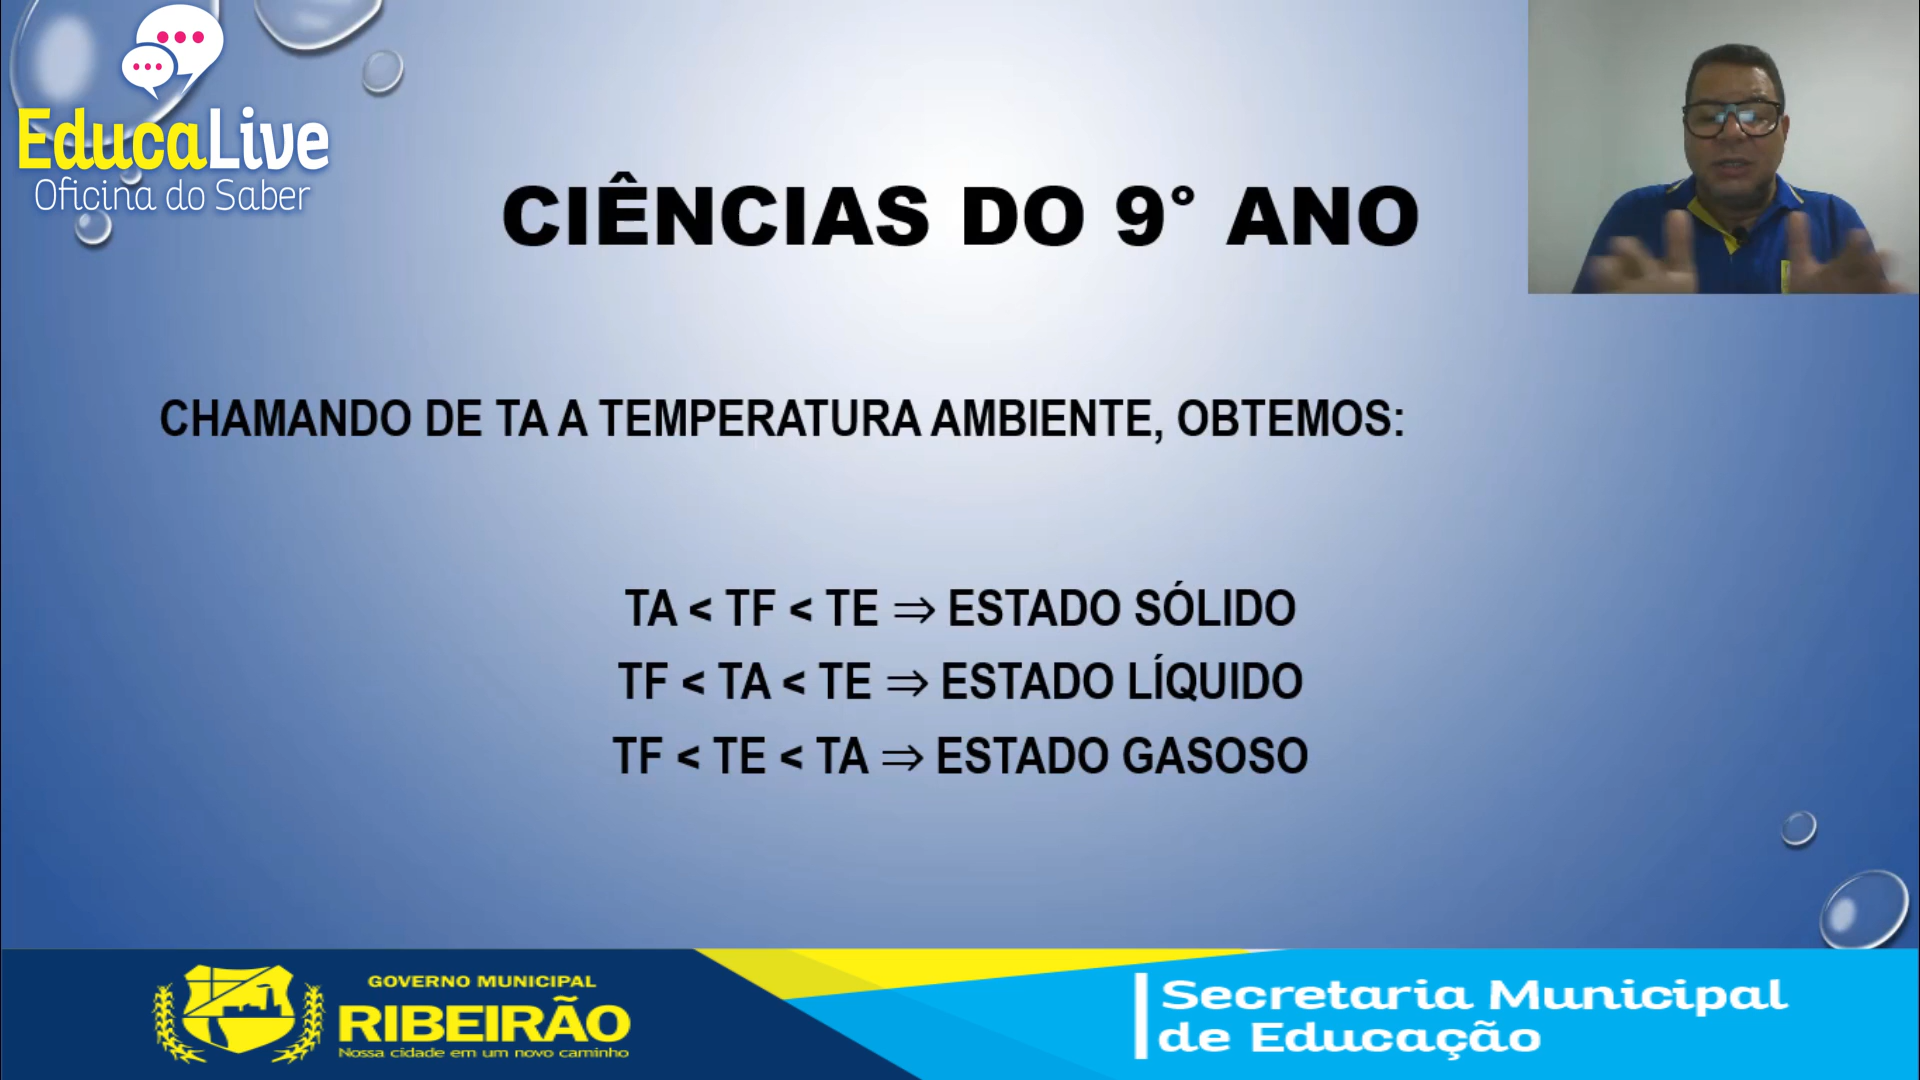 EducaLive
Oficina do Saber
CIÊNCIAS DO 9° ANO
CHAMANDO DE TA A TEMPERATURA AMBIENTE, OBTEMOS:
TA < TF < TE ⇒ ESTADO SÓLIDO
TF < TA < TE ⇒ ESTADO LÍQUIDO
TF < TE < TA ⇒ ESTADO GASOSO
GOVERNO MUNICIPAL
RIBEIRÃO
Nossa cidade em um novo caminho
Secretaria Municipal
de Educação